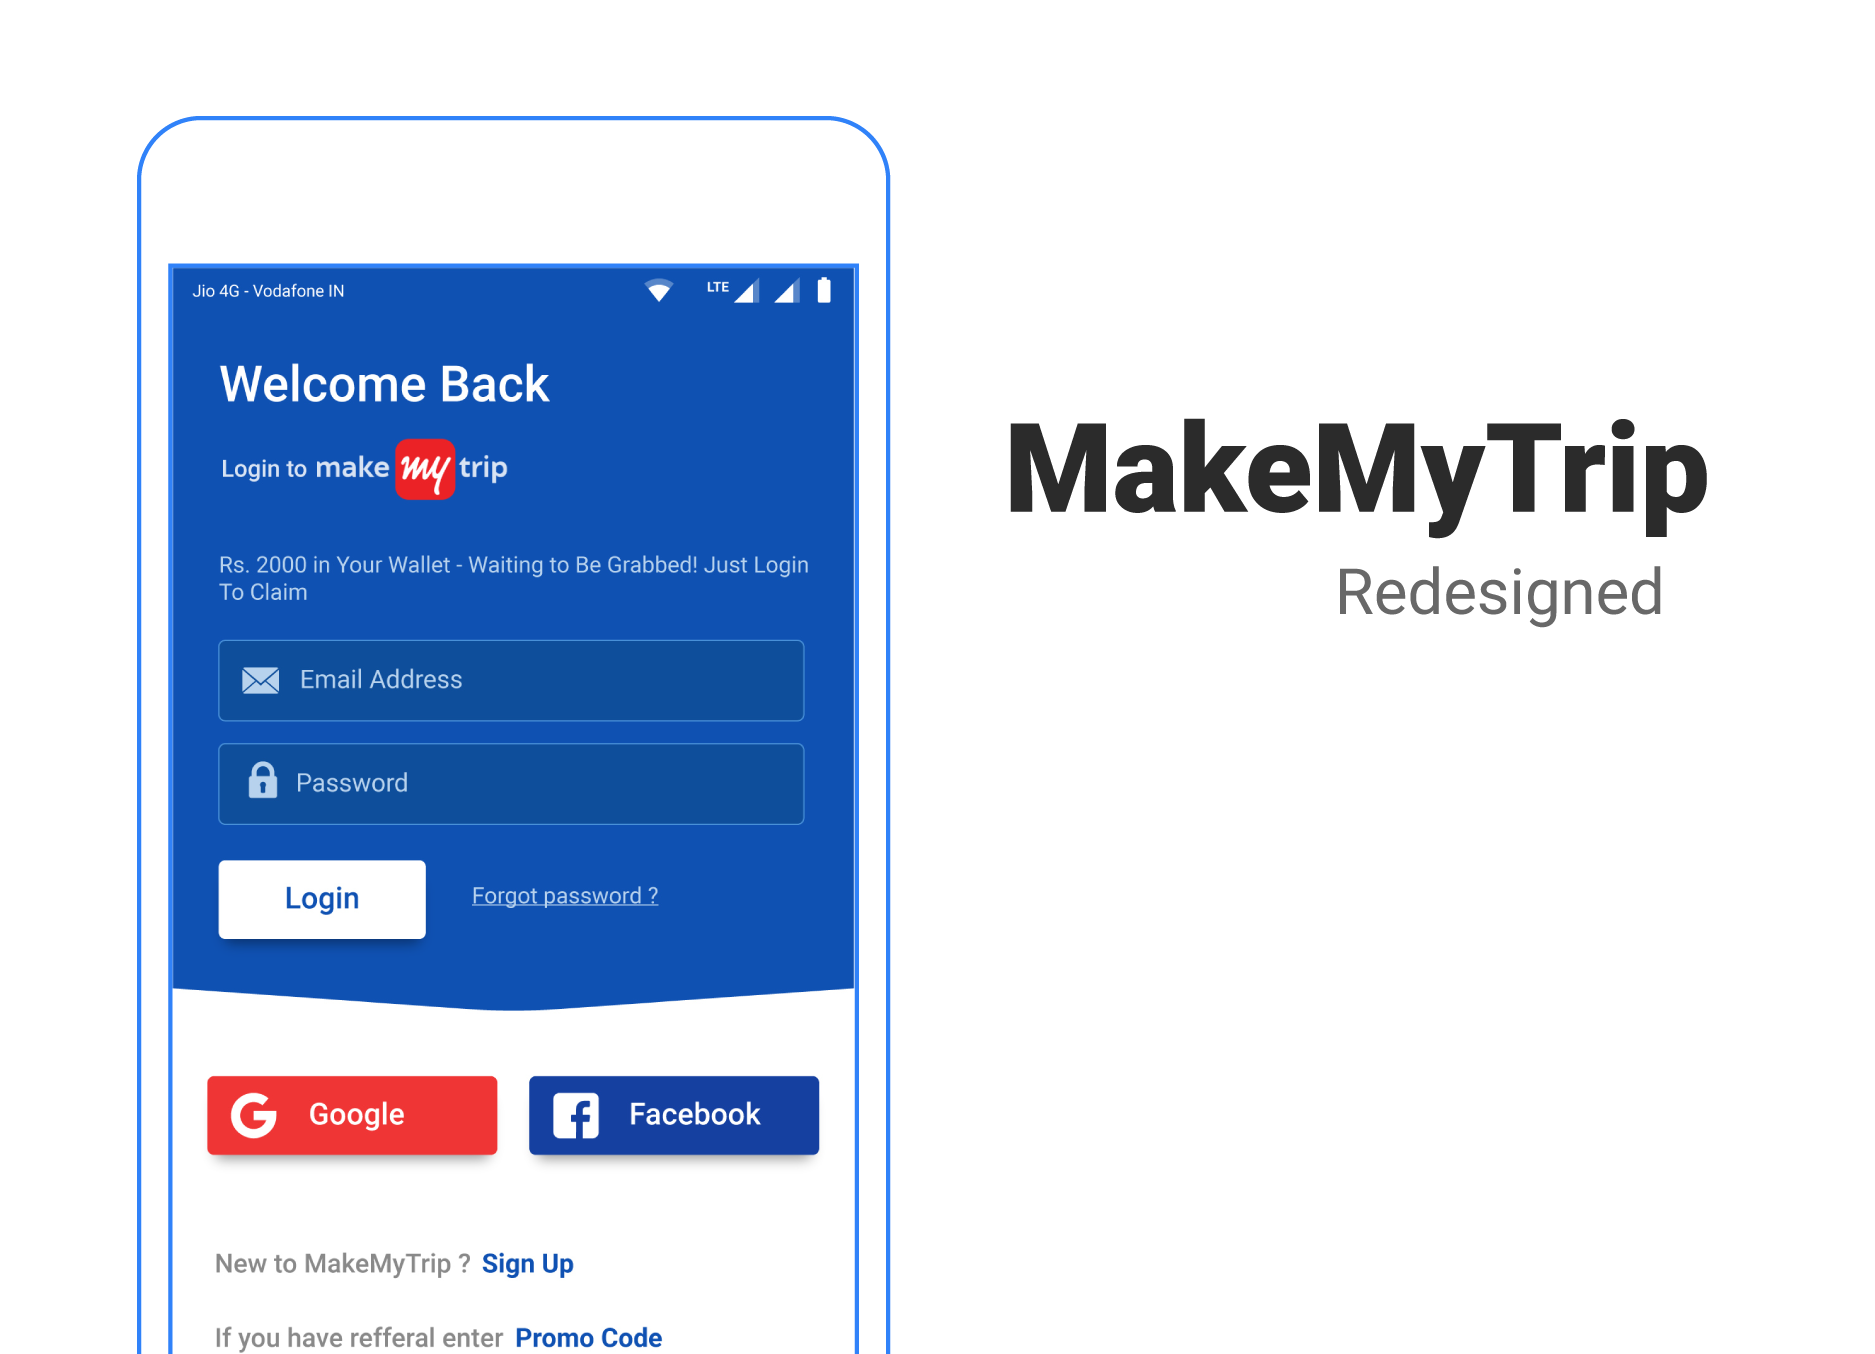 Jio 4G - Vodafone IN
LTE
Welcome Back
Login to make my trip
Rs. 2000 in Your Wallet - Waiting to Be Grabbed! Just Login
To Claim
Email Address
Password
Login
Forgot password ?
Google
Facebook
New to MakeMyTrip ? Sign Up
If you have refferal enter Promo Code
MakeMyTrip
Redesigned